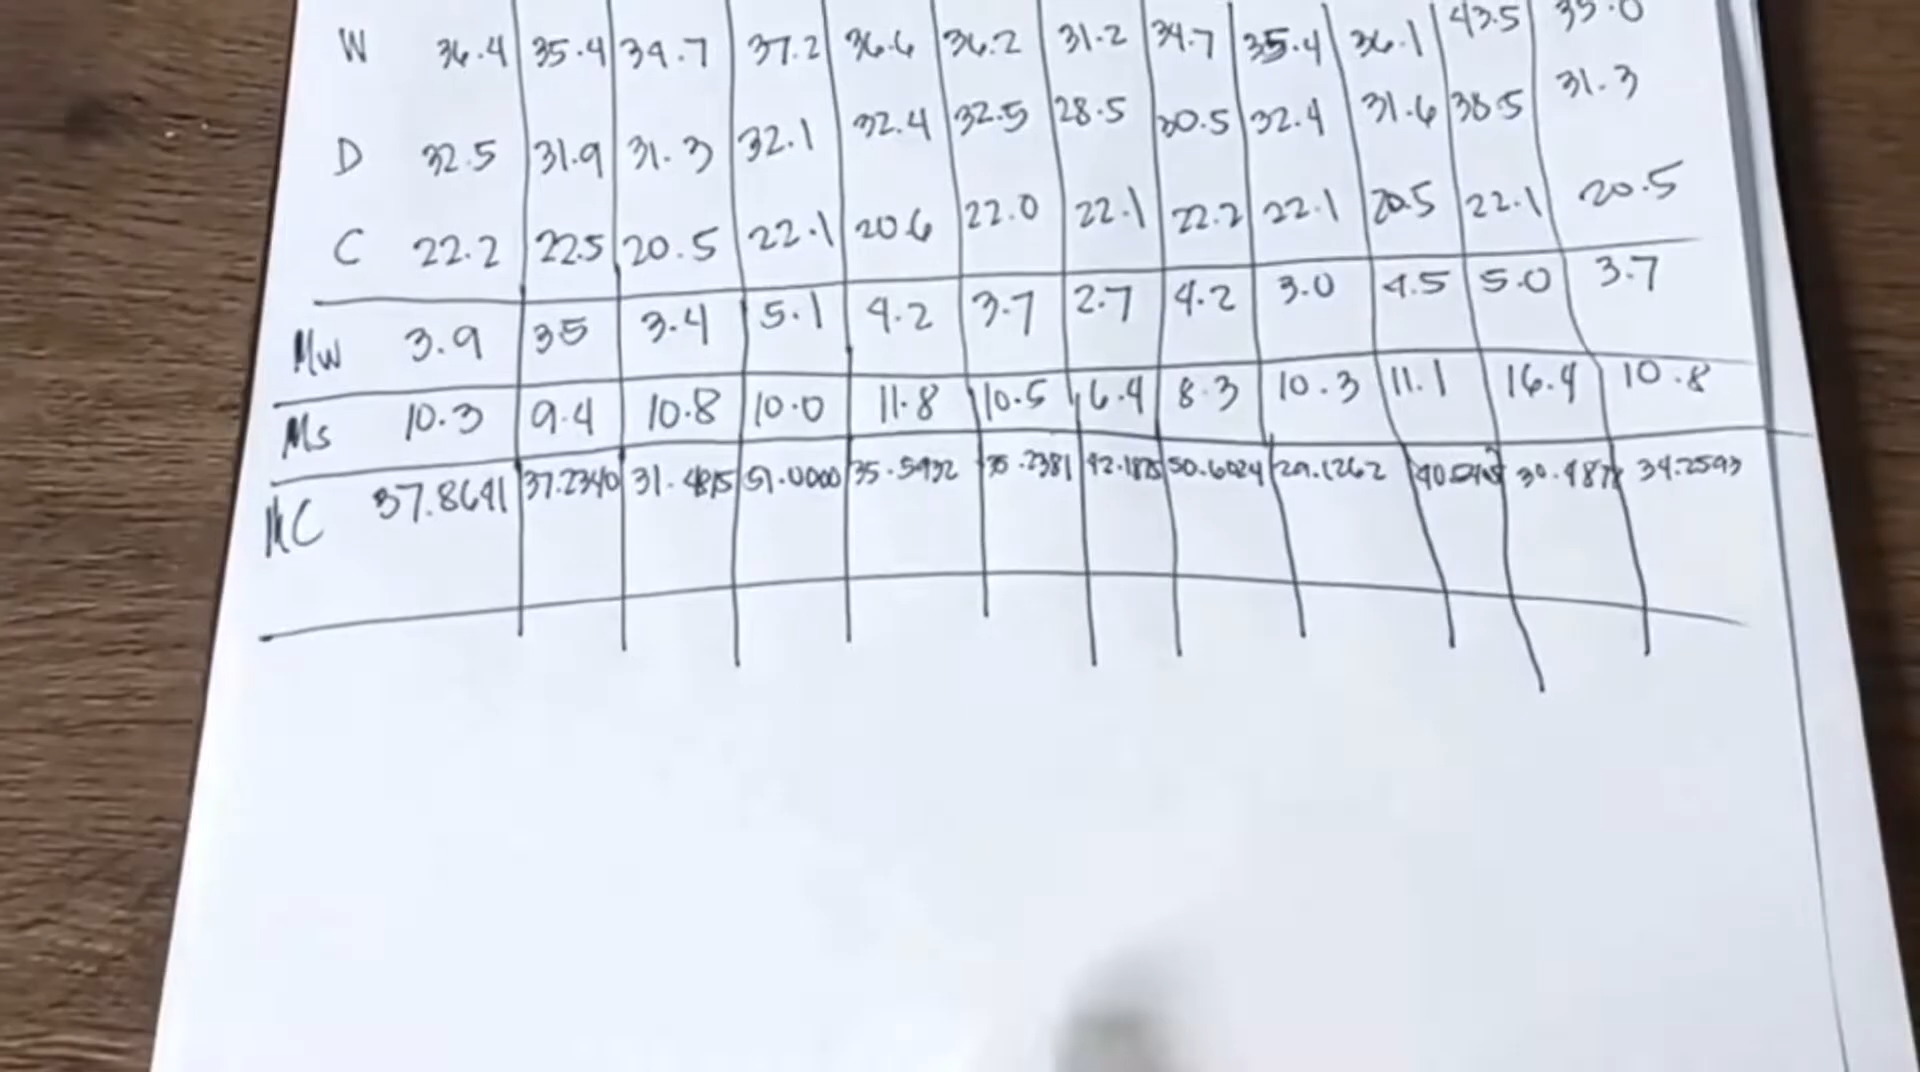 W 36.4 35.4 34.7 37.2 36.6 36.2 31.2 34.7 35.4 36.1 43.5 35.0
D 32.5 31.9 31.3 32.1 32.4 32.5 28.5 30.5 32.4 31.6 38.5 31.3
C 22.2 22.5 20.5 22.1 20.6 22.0 22.1 22.2 22.1 20.5 22.1 20.5
Mw 3.9 3.5 3.4 5.1 4.2 3.7 2.7 4.2 3.0 4.5 5.0 3.7
Ms 10.3 9.4 10.8 10.0 11.8 10.5 6.4 8.3 10.3 11.1 16.4 10.8
MC 37.8641 37.2340 31.4815 51.0000 35.5932 35.2381 42.1875 50.6024 29.1262 30.4878 34.2593